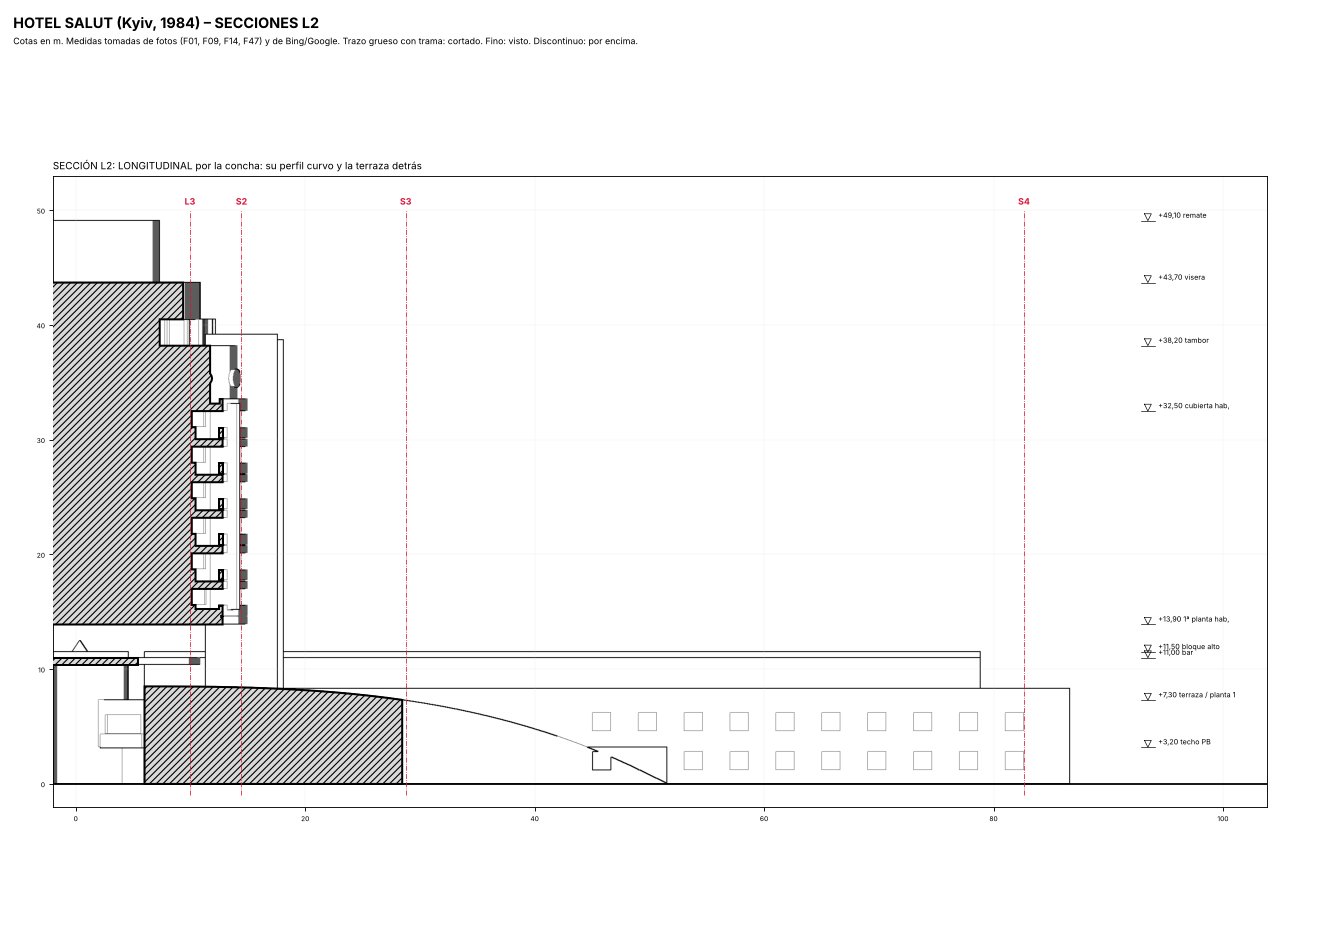 HOTEL SALUT (Kyiv, 1984) – SECCIONES L2
Cotas en m. Medidas tomadas de fotos (F01, F09, F14, F47) y de Bing/Google. Trazo grueso con trama: cortado. Fino: visto. Discontinuo: por encima.
SECCIÓN L2: LONGITUDINAL por la concha: su perfil curvo y la terraza detrás
L3 S2 S3 S4
50
+49,10 remate
+43,70 visera
40
+38,20 tambor
+32,50 cubierta hab,
30
20
+13,90 1ª planta hab,
+11,50 bloque alto
+11,00 bar
10
+7,30 terraza / planta 1
+3,20 techo PB
0
0 20 40 60 80 100